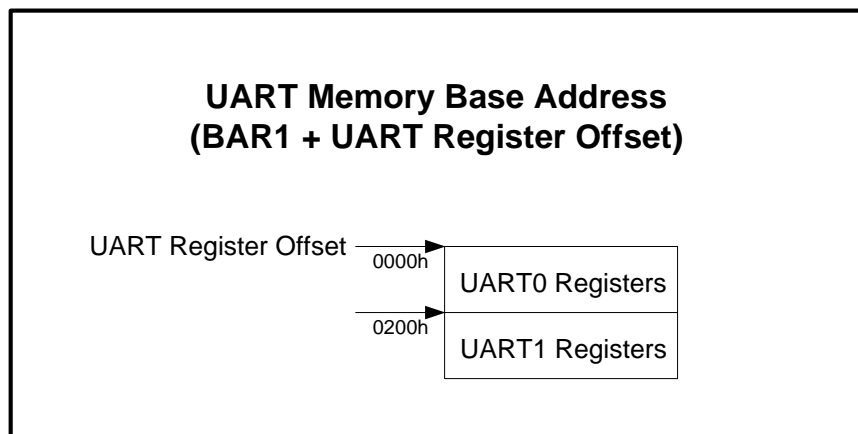 UART Memory Base Address
(BAR1 + UART Register Offset)
UART Register Offset
0000h
UART0 Registers
0200h
UART1 Registers